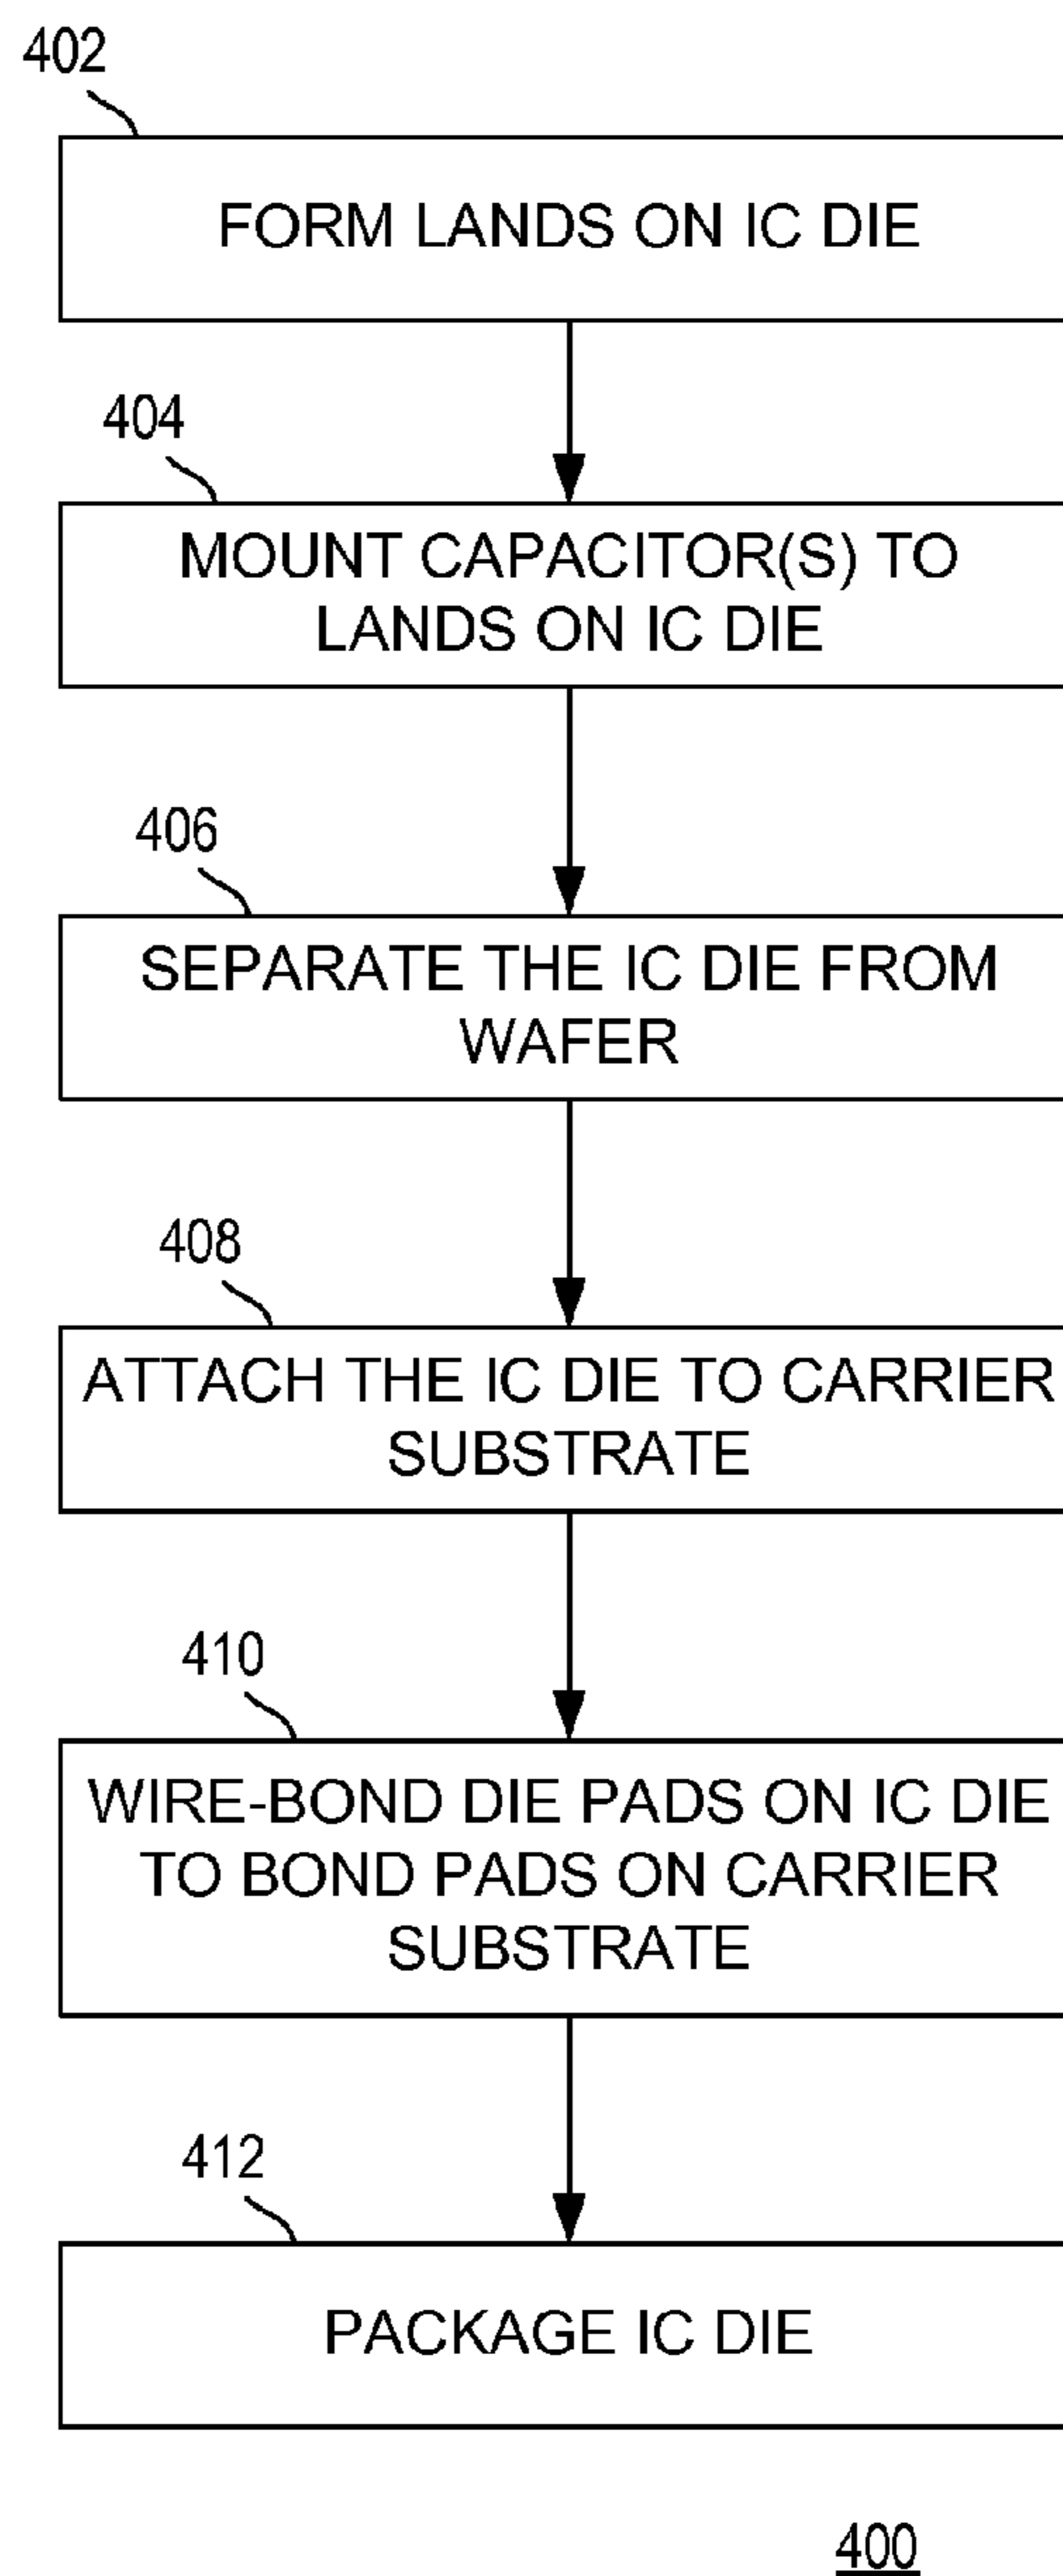 402
FORM LANDS ON IC DIE
404
MOUNT CAPACITOR(S) TO
LANDS ON IC DIE
406
SEPARATE THE IC DIE FROM
WAFER
408
ATTACH THE IC DIE TO CARRIER
SUBSTRATE
410
WIRE-BOND DIE PADS ON IC DIE
TO BOND PADS ON CARRIER
SUBSTRATE
412
PACKAGE IC DIE
400